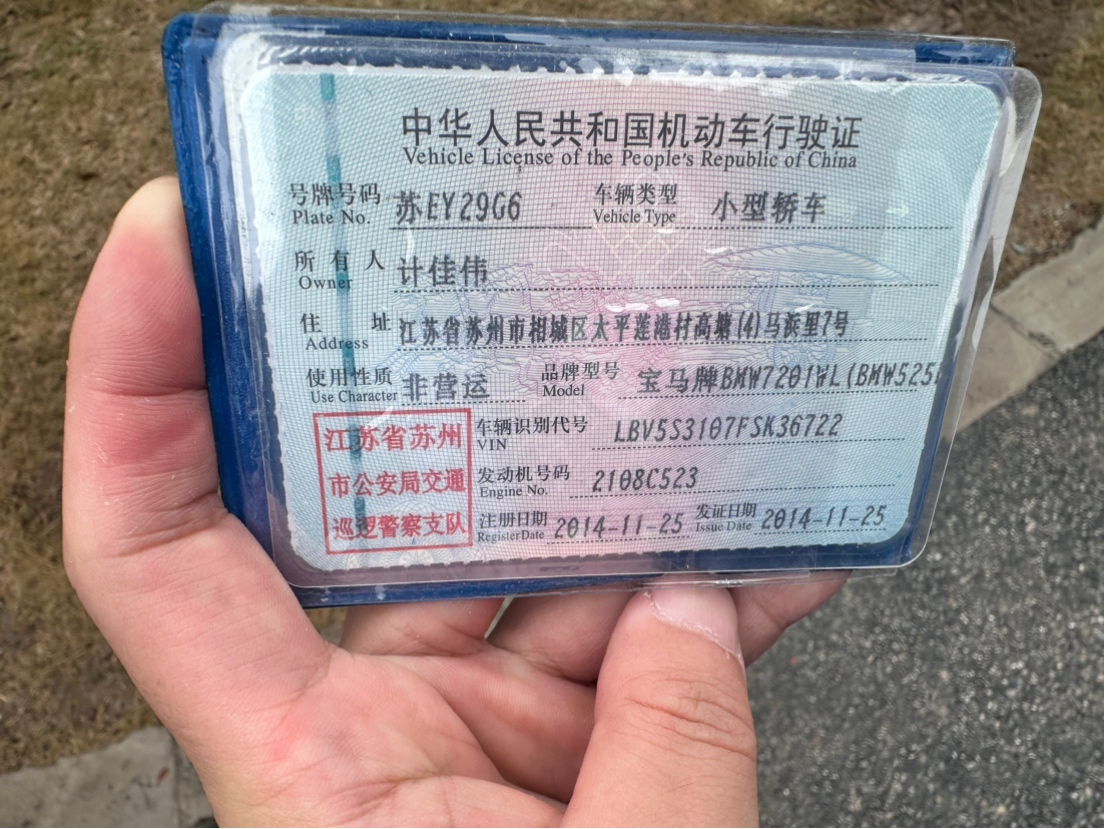 中华人民共和国机动车行驶证
Vehicle License of the People's Republic of China
号牌号码 苏EY29G6 车辆类型 小型轿车
Plate No. Vehicle Type
所有人 计佳伟
Owner
住址 江苏省苏州市相城区太平莲港村高墩(4)马浜里7号
Address
使用性质 非营运 品牌型号 宝马牌BMW7201WL(BMW525
Use Character Model
江苏省苏州 车辆识别代号 LBV5S3107FSK36722
VIN
市公安局交通 发动机号码 2108C523
Engine No.
巡逻警察支队 注册日期 2014-11-25 发证日期 2014-11-25
Register Date Issue Date